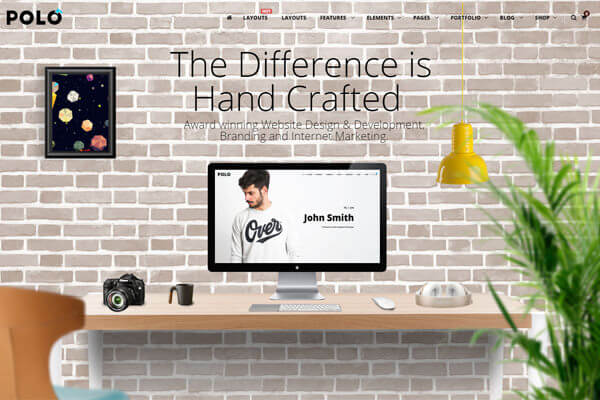 POLO
HOT
LAYOUTS LAYOUTS FEATURES ELEMENTS PAGES PORTFOLIO BLOG SHOP
The Difference is
Hand Crafted
Award winning Website Design & Development,
Branding and Internet Marketing.
POLO
John Smith
Over